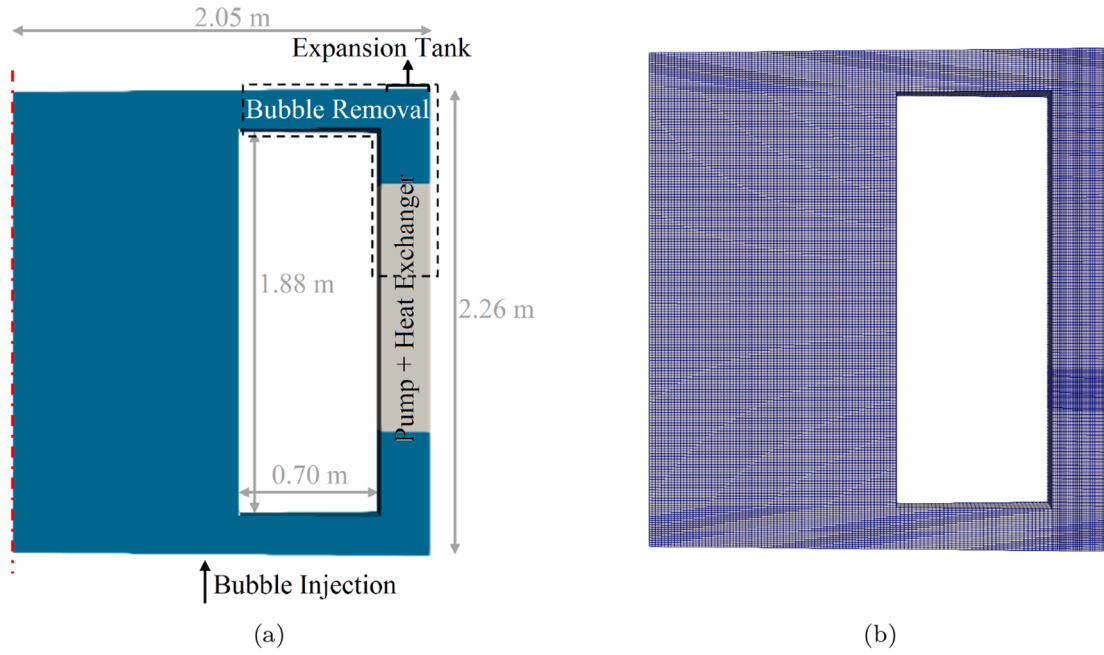 2.05 m
Expansion Tank
Bubble Removal
Pump + Heat Exchanger
1.88 m
2.26 m
0.70 m
Bubble Injection
(a)
(b)